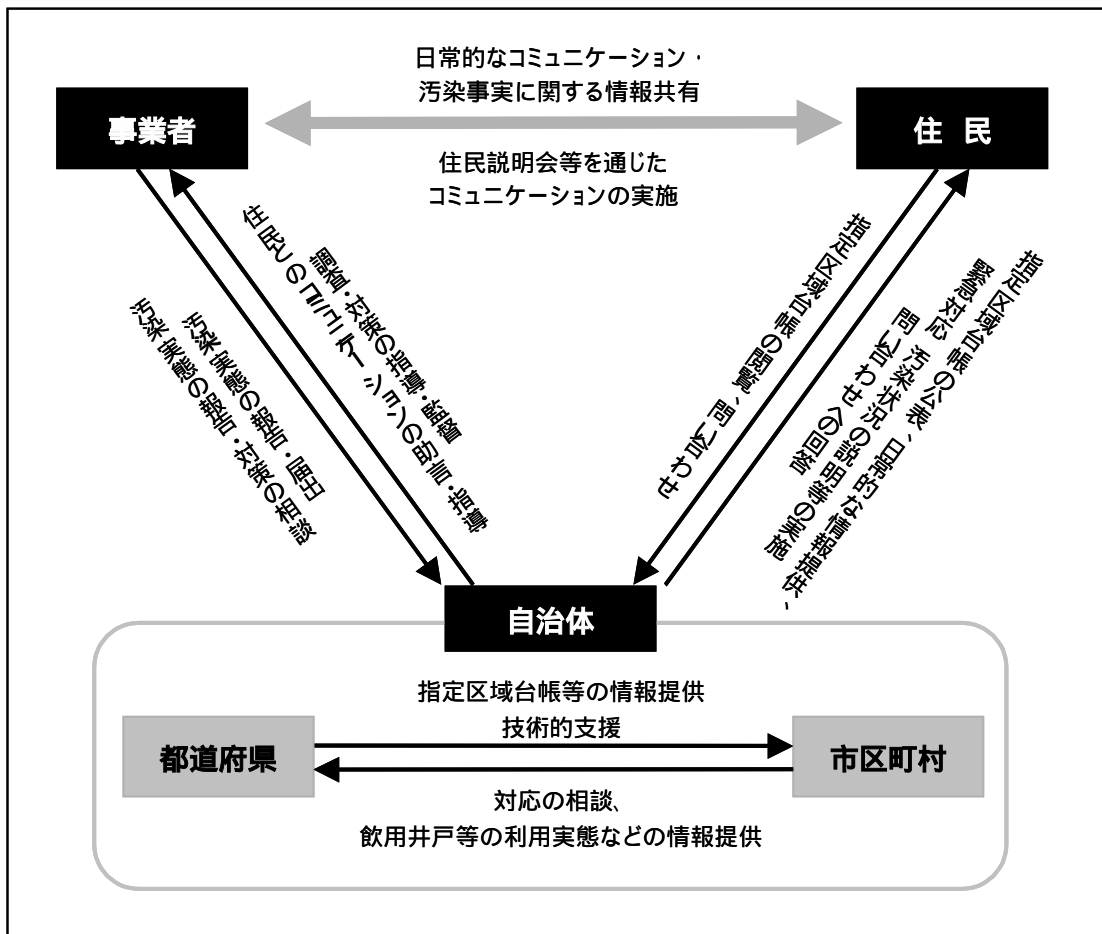 日常的なコミュニケーション・
汚染事実に関する情報共有
事業者
住 民
住民説明会等を通じた
コミュニケーションの実施
汚染実態の報告・届出
汚染実態の報告・対策の相談
調査・対策の指導・監督
住民とのコミュニケーションの助言・指導
指定区域台帳の閲覧、問い合わせ
指定区域台帳の公表、日常的な情報提供、
緊急対応 汚染状況の説明等の実施
問い合わせへの回答
自治体
指定区域台帳等の情報提供
技術的支援
都道府県
市区町村
対応の相談、
飲用井戸等の利用実態などの情報提供